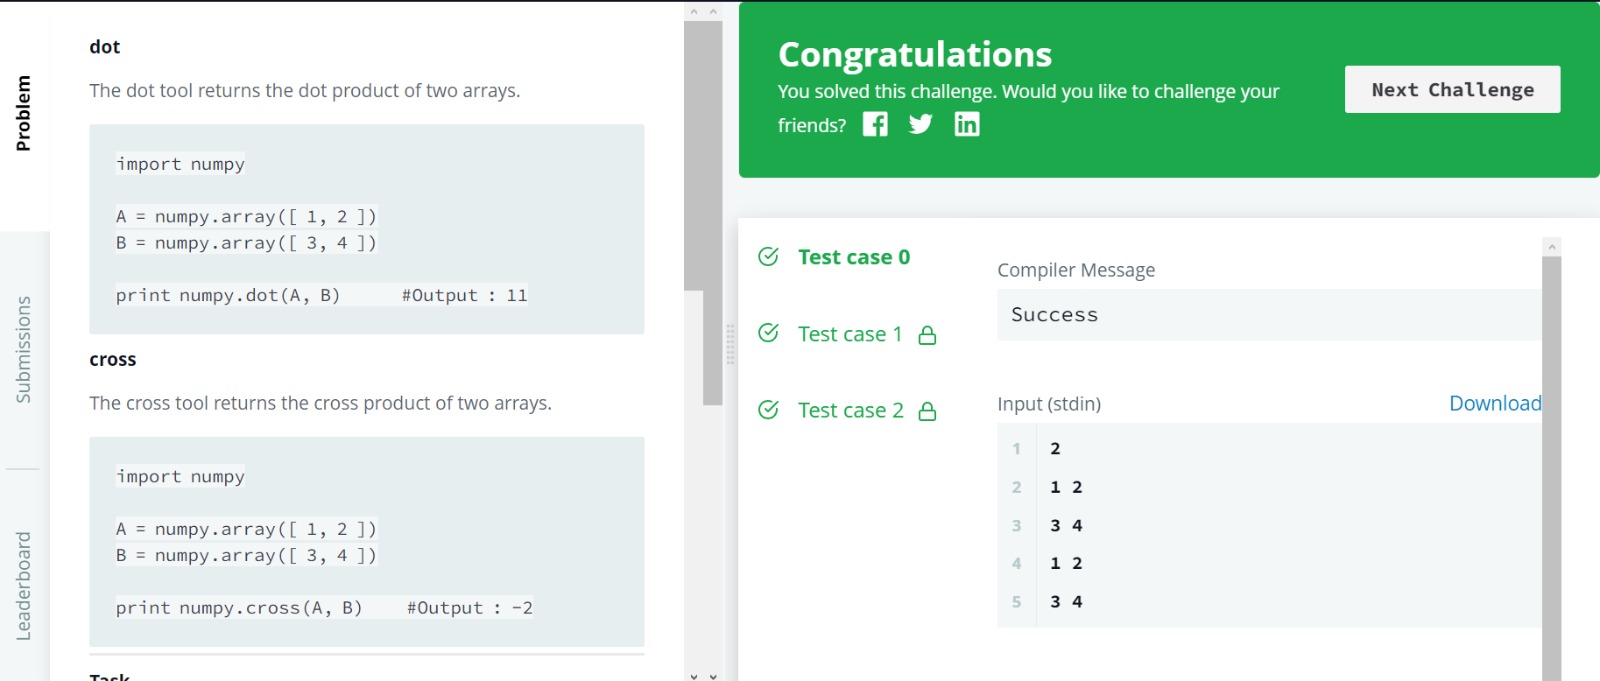 Problem
Submissions
Leaderboard
dot
The dot tool returns the dot product of two arrays.
import numpy
A = numpy.array([ 1, 2 ])
B = numpy.array([ 3, 4 ])
print numpy.dot(A, B)      #Output : 11
cross
The cross tool returns the cross product of two arrays.
import numpy
A = numpy.array([ 1, 2 ])
B = numpy.array([ 3, 4 ])
print numpy.cross(A, B)    #Output : -2
Task
Congratulations
You solved this challenge. Would you like to challenge your
friends?
Next Challenge
Test case 0
Test case 1
Test case 2
Compiler Message
Success
Input (stdin)
Download
1 2
2 1 2
3 3 4
4 1 2
5 3 4